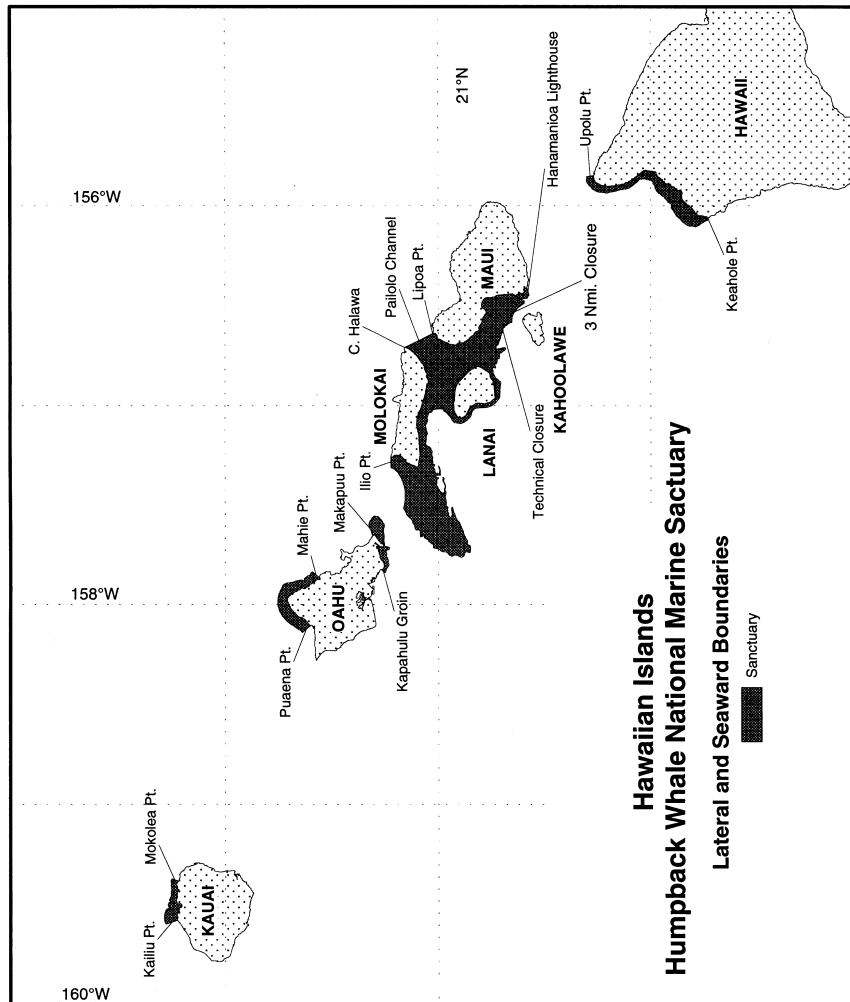 Hawaiian Islands
Humpback Whale National Marine Sactuary
Lateral and Seaward Boundaries
Sanctuary
160°W
158°W
156°W
21°N
Kailiu Pt.
Mokolea Pt.
KAUAI
Puaena Pt.
Mahie Pt.
OAHU
Makapuu Pt.
Kapahulu Groin
Ilio Pt.
MOLOKAI
C. Halawa
Pailolo Channel
Lipoa Pt.
MAUI
LANAI
KAHOOLAWE
Technical Closure
3 Nmi. Closure
Hanamanioa Lighthouse
Upolu Pt.
HAWAII
Keahole Pt.